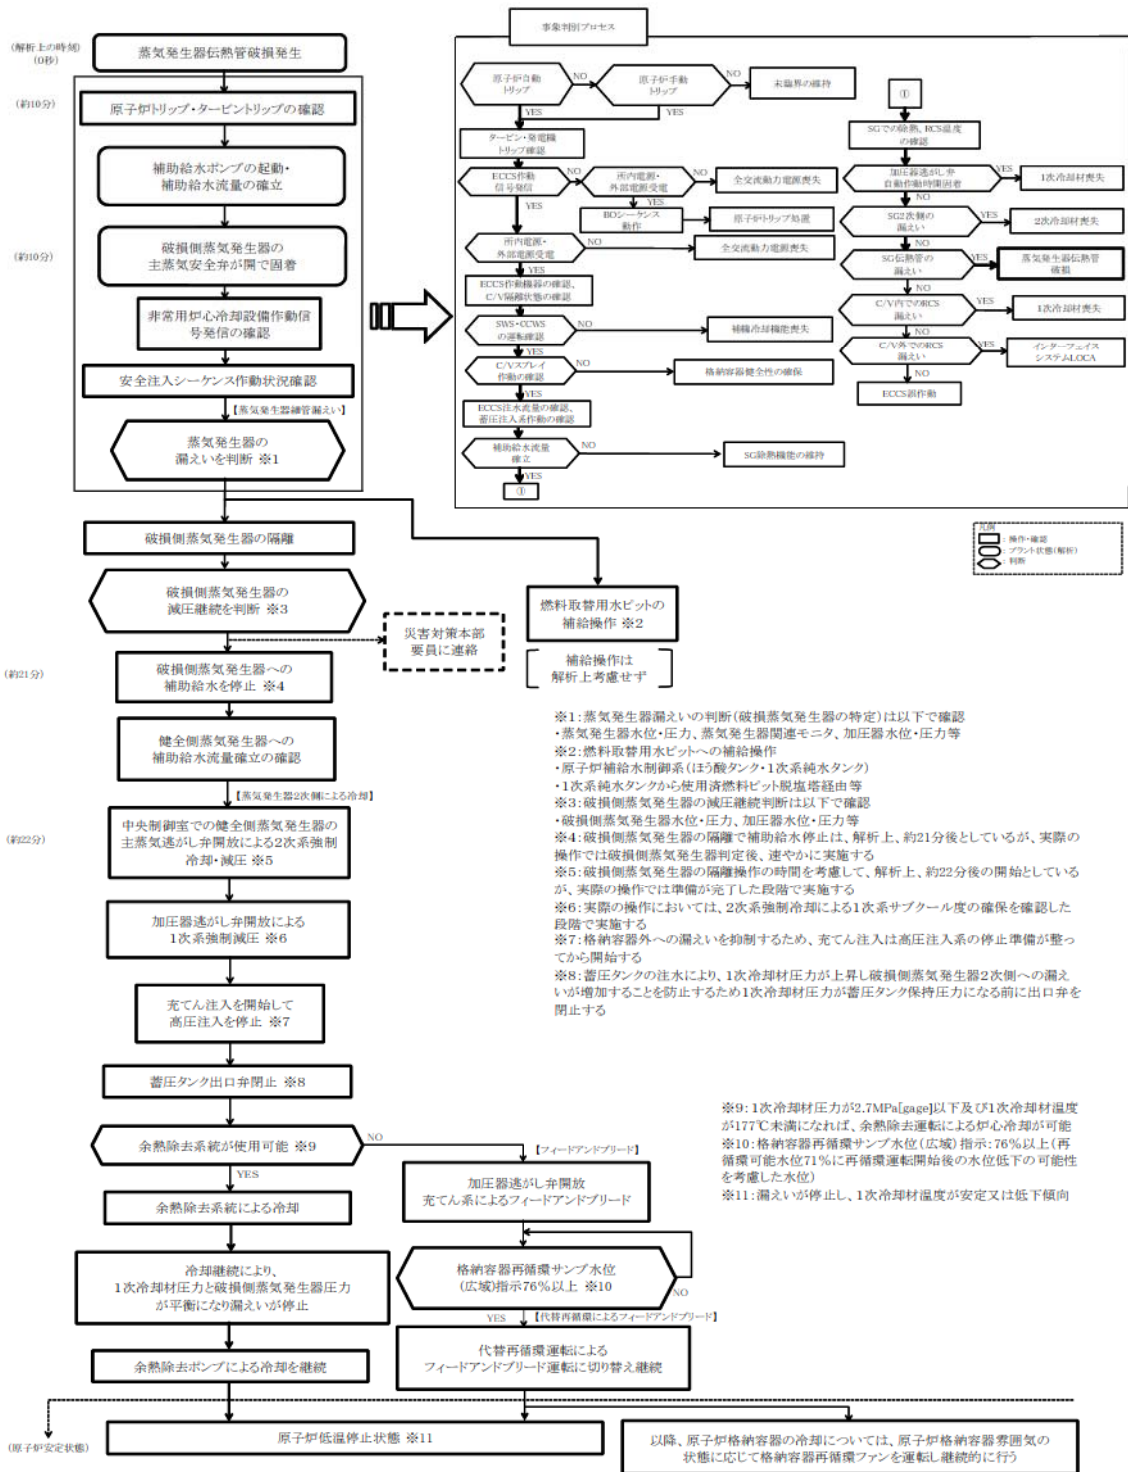 (解析上の時刻)
(0秒)
蒸気発生器伝熱管破損発生
(約10分)
原子炉トリップ・タービントリップの確認
補助給水ポンプの起動・
補助給水流量の確立
(約10分)
破損側蒸気発生器の
主蒸気安全弁が開で固着
非常用炉心冷却設備作動信
号発信の確認
安全注入シーケンス作動状況確認
【蒸気発生器細管漏えい】
蒸気発生器の
漏えいを判断 ※1
事象判別プロセス
原子炉自動
トリップ
NO
原子炉手動
トリップ
NO
未臨界の維持
YES
YES
タービン・発電機
トリップ確認
ECCS作動
信号発信
NO
所内電源・
外部電源受電
NO
全交流動力電源喪失
YES
YES
BOシーケンス
動作
原子炉トリップ処置
所内電源・
外部電源受電
NO
全交流動力電源喪失
YES
ECCS作動機器の確認、
C/V隔離状態の確認
SWS・CCWS
の運転確認
NO
補機冷却機能喪失
YES
C/Vスプレイ
作動の確認
NO
格納容器健全性の確保
YES
ECCS注水流量の確認、
蓄圧注入系作動の確認
補助給水流量
確立
NO
SG除熱機能の維持
YES
①
①
SGでの除熱、RCS温度
の確認
加圧器逃がし弁
自動作動時開固着
YES
1次冷却材喪失
NO
SG2次側の
漏えい
YES
2次冷却材喪失
NO
SG伝熱管の
漏えい
YES
蒸気発生器伝熱管
破損
NO
C/V内でのRCS
漏えい
YES
1次冷却材喪失
NO
C/V外でのRCS
漏えい
YES
インターフェイス
システムLOCA
NO
ECCS誤作動
凡例
: 操作・確認
: プラント状態(解析)
: 判断
破損側蒸気発生器の隔離
破損側蒸気発生器の
減圧継続を判断 ※3
災害対策本部
要員に連絡
燃料取替用水ピットの
補給操作 ※2
補給操作は
解析上考慮せず
(約21分)
破損側蒸気発生器への
補助給水を停止 ※4
健全側蒸気発生器への
補助給水流量確立の確認
【蒸気発生器2次側による冷却】
(約22分)
中央制御室での健全側蒸気発生器の
主蒸気逃がし弁開放による2次系強制
冷却・減圧 ※5
加圧器逃がし弁開放による
1次系強制減圧 ※6
充てん注入を開始して
高圧注入を停止 ※7
蓄圧タンク出口弁閉止 ※8
※1:蒸気発生器漏えいの判断(破損蒸気発生器の特定)は以下で確認
・蒸気発生器水位・圧力、蒸気発生器関連モニタ、加圧器水位・圧力等
※2:燃料取替用水ピットへの補給操作
・原子炉補給水制御系(ほう酸タンク・1次系純水タンク)
・1次系純水タンクから使用済燃料ピット脱塩塔経由等
※3:破損側蒸気発生器の減圧継続判断は以下で確認
・破損側蒸気発生器水位・圧力、加圧器水位・圧力等
※4:破損側蒸気発生器の隔離で補助給水停止は、解析上、約21分後としているが、実際の
操作では破損側蒸気発生器判定後、速やかに実施する
※5:破損側蒸気発生器の隔離操作の時間を考慮して、解析上、約22分後の開始としている
が、実際の操作では準備が完了した段階で実施する
※6:実際の操作においては、2次系強制冷却による1次系サブクール度の確保を確認した
段階で実施する
※7:格納容器外への漏えいを抑制するため、充てん注入は高圧注入系の停止準備が整っ
てから開始する
※8:蓄圧タンクの注水により、1次冷却材圧力が上昇し破損側蒸気発生器2次側への漏え
いが増加することを防止するため1次冷却材圧力が蓄圧タンク保持圧力になる前に出口弁を
閉止する
※9:1次冷却材圧力が2.7MPa[gage]以下及び1次冷却材温度
が177℃未満になれば、余熱除去運転による炉心冷却が可能
※10:格納容器再循環サンプ水位(広域)指示:76%以上(再
循環可能水位71%に再循環運転開始後の水位低下の可能性
を考慮した水位)
※11:漏えいが停止し、1次冷却材温度が安定又は低下傾向
余熱除去系統が使用可能 ※9
NO
【フィードアンドブリード】
YES
加圧器逃がし弁開放
充てん系によるフィードアンドブリード
余熱除去系統による冷却
冷却継続により、
1次冷却材圧力と破損側蒸気発生器圧力
が平衡になり漏えいが停止
格納容器再循環サンプ水位
(広域)指示76%以上 ※10
NO
YES
【代替再循環によるフィードアンドブリード】
余熱除去ポンプによる冷却を継続
代替再循環運転による
フィードアンドブリード運転に切り替え継続
(原子炉安定状態)
原子炉低温停止状態 ※11
以降、原子炉格納容器の冷却については、原子炉格納容器雰囲気の
状態に応じて格納容器再循環ファンを運転し継続的に行う